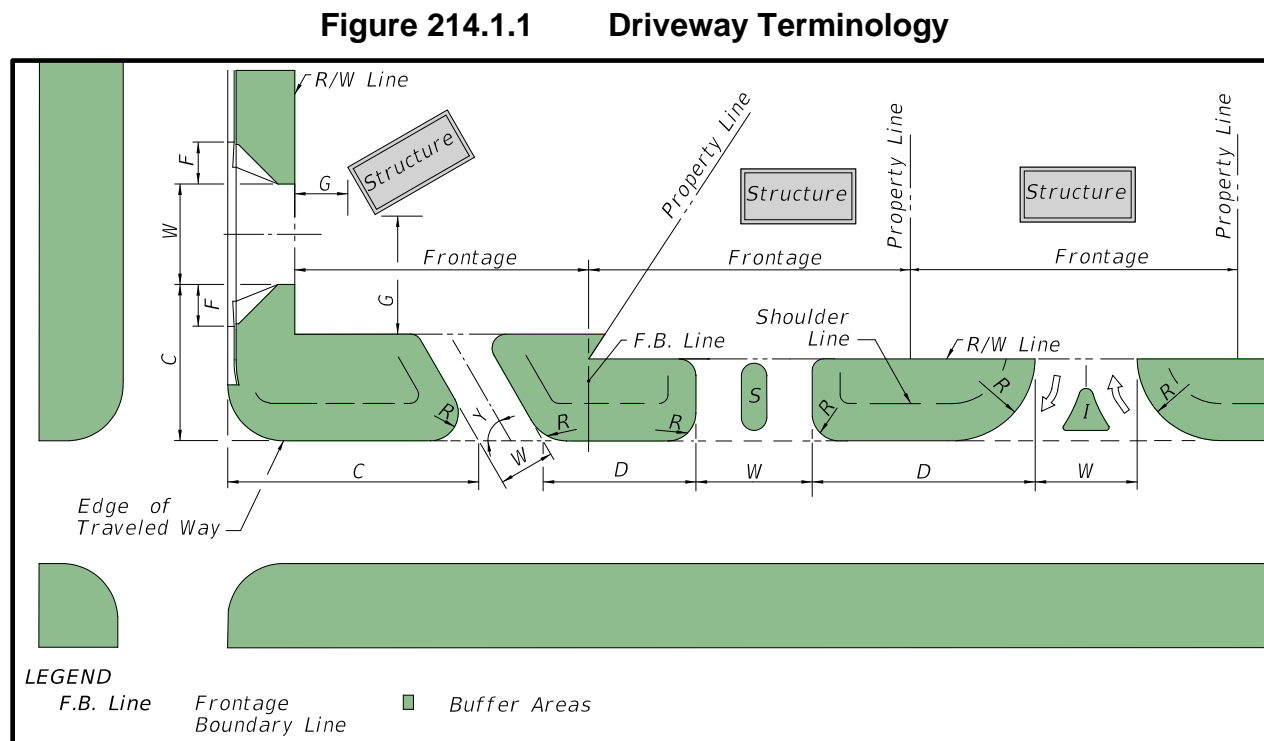 Figure 214.1.1 Driveway Terminology
R/W Line
Structure
Property Line
Structure
Property Line
Structure
Property Line
F
G
W
Frontage
Frontage
Frontage
F
G
C
Shoulder
Line
F.B. Line
R/W Line
R
Y
R
R
S
R
R
I
R
W
C
D
W
D
W
Edge of
Traveled Way
LEGEND
F.B. Line Frontage
Boundary Line
Buffer Areas